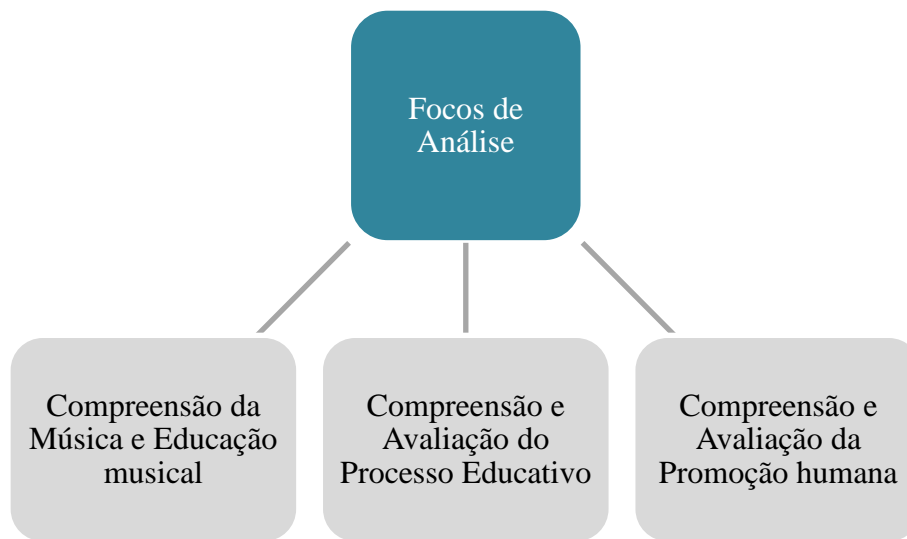 Focos de
Análise
Compreensão da
Música e Educação
musical
Compreensão e
Avaliação do
Processo Educativo
Compreensão e
Avaliação da
Promoção humana